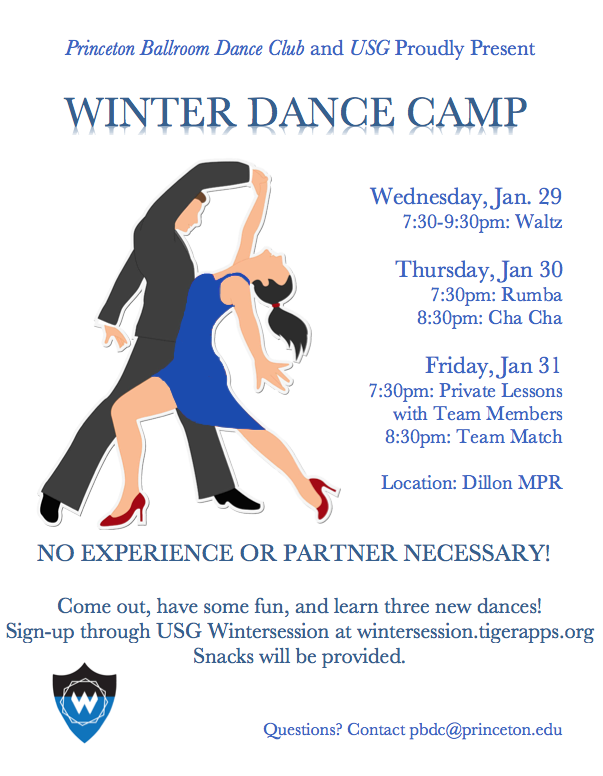 Princeton Ballroom Dance Club and USG Proudly Present
WINTER DANCE CAMP
Wednesday, Jan. 29
7:30-9:30pm: Waltz
Thursday, Jan 30
7:30pm: Rumba
8:30pm: Cha Cha
Friday, Jan 31
7:30pm: Private Lessons
with Team Members
8:30pm: Team Match
Location: Dillon MPR
NO EXPERIENCE OR PARTNER NECESSARY!
Come out, have some fun, and learn three new dances!
Sign-up through USG Wintersession at wintersession.tigerapps.org
Snacks will be provided.
W
Questions? Contact pbdc@princeton.edu